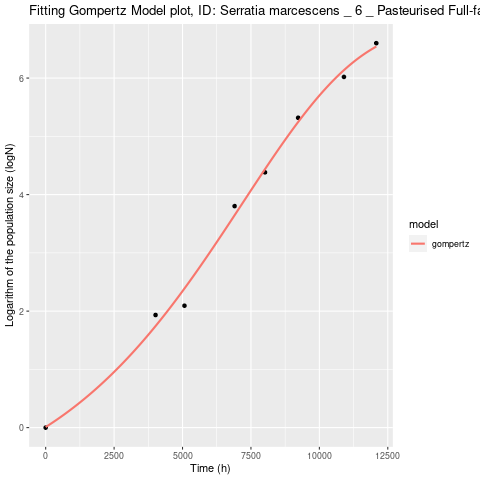 Fitting Gompertz Model plot, ID: Serratia marcescens _ 6 _ Pasteurised Full-fa
Logarithm of the population size (logN)
6
4
2
0
0 2500 5000 7500 10000 12500
Time (h)
model
gompertz